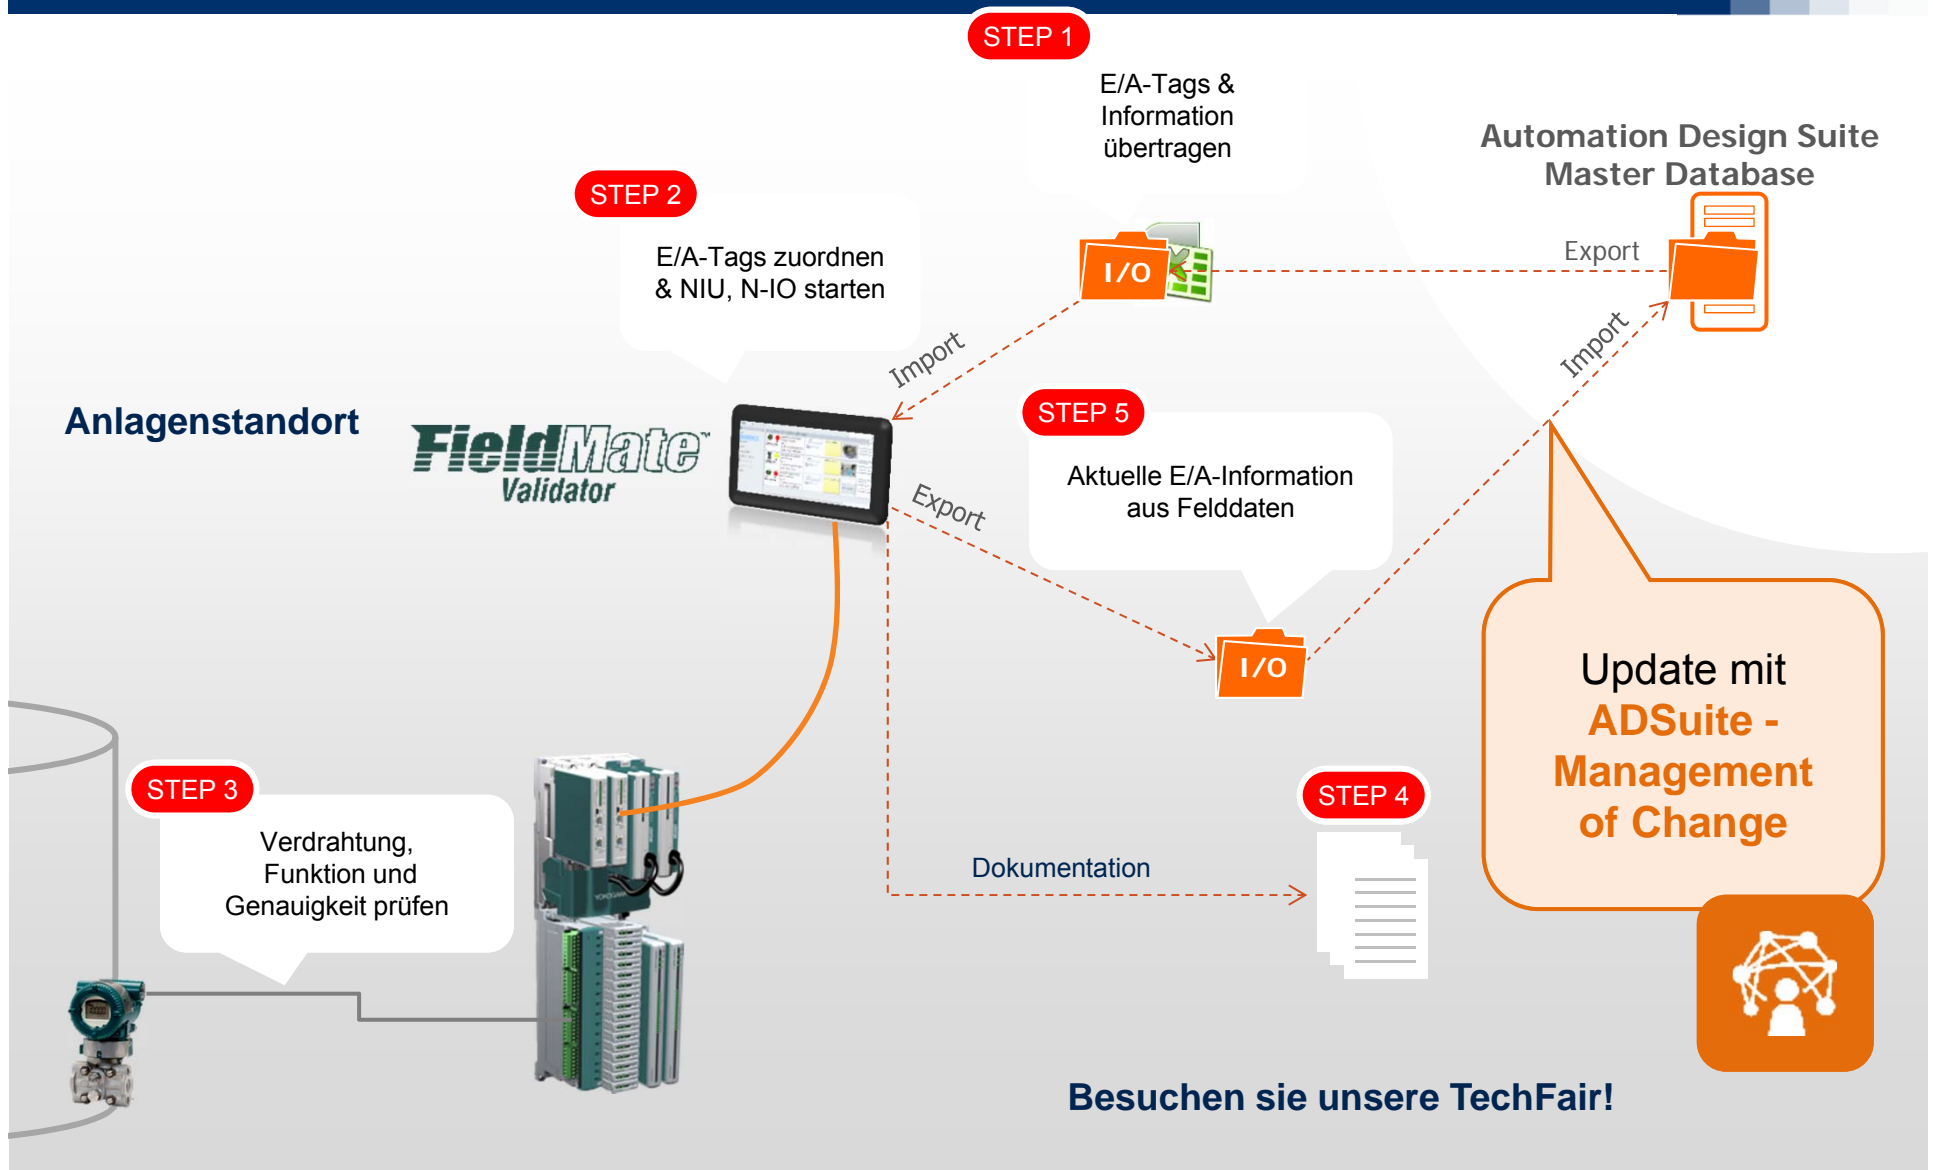 STEP 1
E/A-Tags &
Information
übertragen
Automation Design Suite
Master Database
STEP 2
E/A-Tags zuordnen
& NIU, N-IO starten
I/O
Export
Import
Import
STEP 5
Aktuelle E/A-Information
aus Felddaten
Anlagenstandort
FieldMate™
Validator
Export
I/O
Update mit
ADSuite -
Management
of Change
STEP 3
Verdrahtung,
Funktion und
Genauigkeit prüfen
STEP 4
Dokumentation
YOKOGAWA
Besuchen sie unsere TechFair!